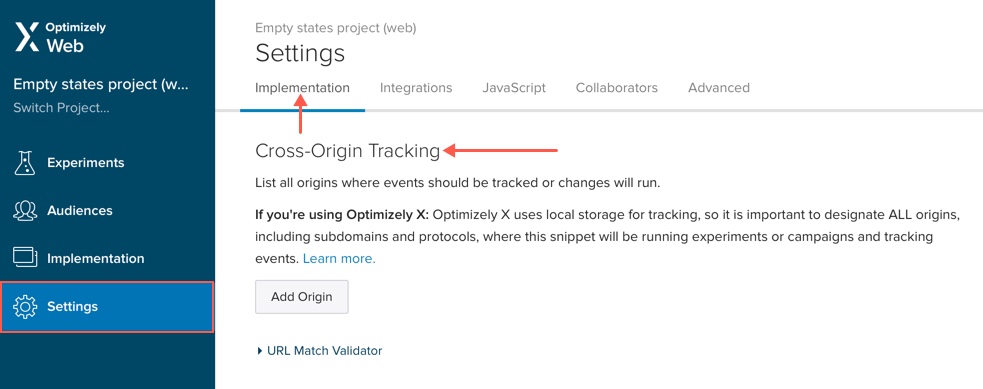 Optimizely
Web
Empty states project (w...
Switch Project...
Experiments
Audiences
Implementation
Settings
Empty states project (web)
Settings
Implementation Integrations JavaScript Collaborators Advanced
Cross-Origin Tracking
List all origins where events should be tracked or changes will run.
If you're using Optimizely X: Optimizely X uses local storage for tracking, so it is important to designate ALL origins,
including subdomains and protocols, where this snippet will be running experiments or campaigns and tracking
events. Learn more.
Add Origin
URL Match Validator